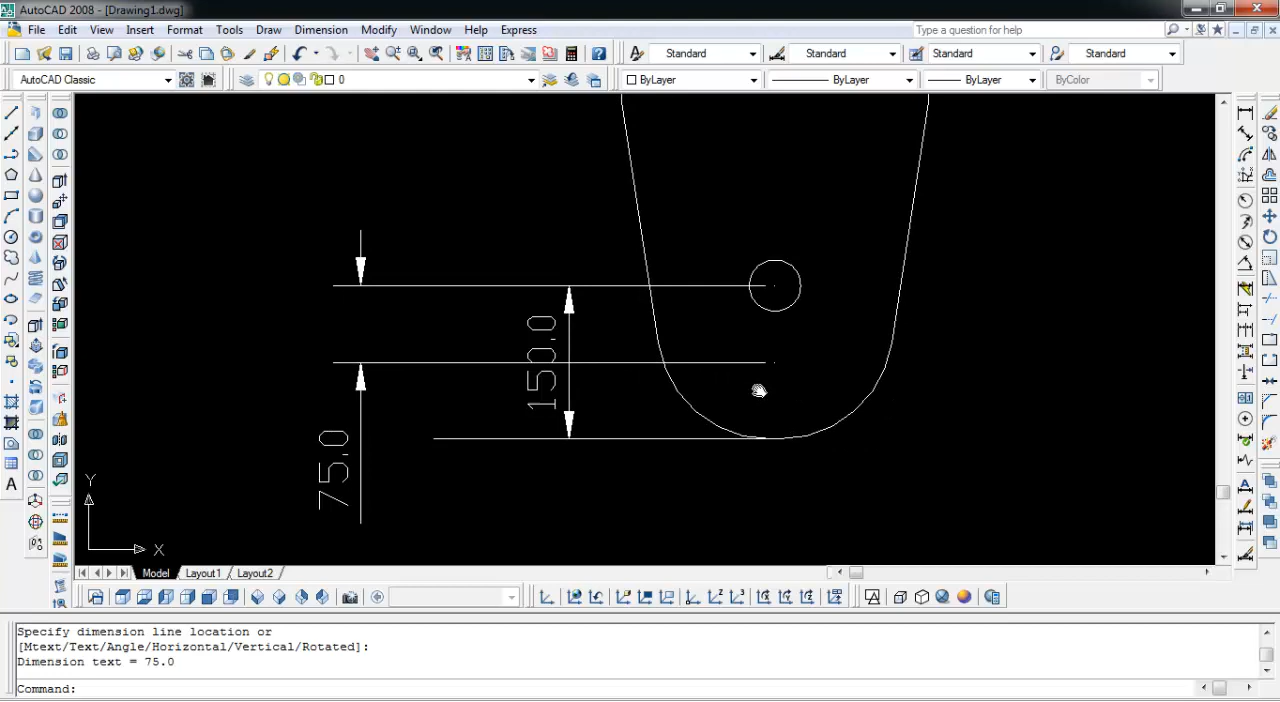 AutoCAD 2008 - [Drawing1.dwg]
File Edit View Insert Format Tools Draw Dimension Modify Window Help Express
Type a question for help
Standard Standard Standard Standard
AutoCAD Classic 0 ByLayer ByLayer ByLayer ByColor
150.0
75.0
Y
X
A
Model Layout1 Layout2
Specify dimension line location or
[Mtext/Text/Angle/Horizontal/Vertical/Rotated]:
Dimension text = 75.0
Command: